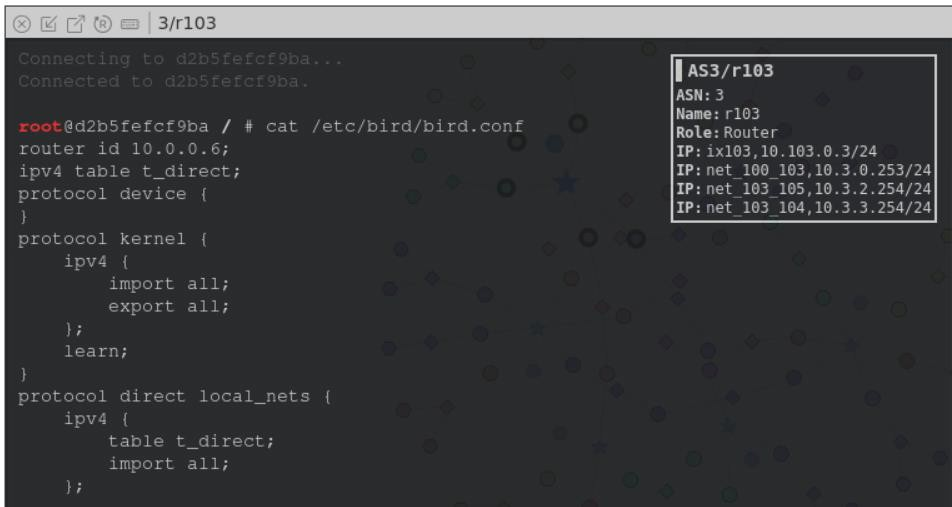 3/r103
Connecting to d2b5fefcf9ba...
Connected to d2b5fefcf9ba.
root@d2b5fefcf9ba / # cat /etc/bird/bird.conf
router id 10.0.0.6;
ipv4 table t_direct;
protocol device {
}
protocol kernel {
    ipv4 {
        import all;
        export all;
    };
    learn;
}
protocol direct local_nets {
    ipv4 {
        table t_direct;
        import all;
    };
AS3/r103
ASN: 3
Name: r103
Role: Router
IP: ix103,10.103.0.3/24
IP: net_100_103,10.3.0.253/24
IP: net_103_105,10.3.2.254/24
IP: net_103_104,10.3.3.254/24